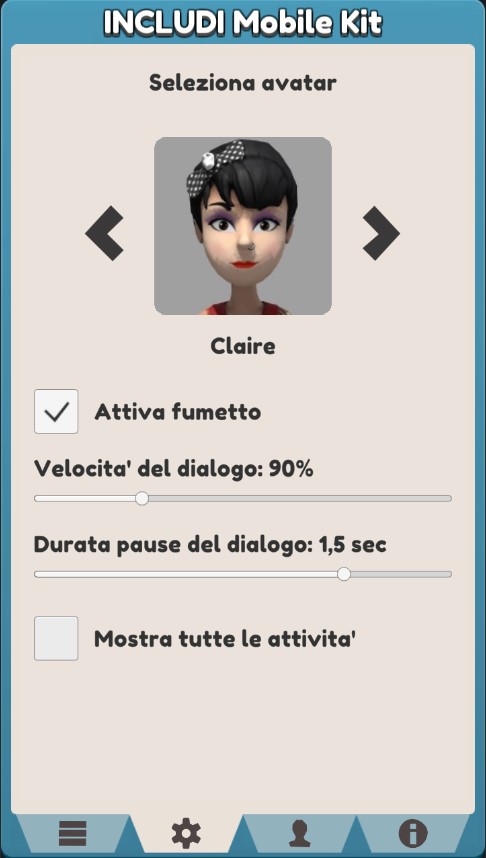 INCLUDI Mobile Kit
Seleziona avatar
Claire
Attiva fumetto
Velocita' del dialogo: 90%
Durata pause del dialogo: 1,5 sec
Mostra tutte le attivita'